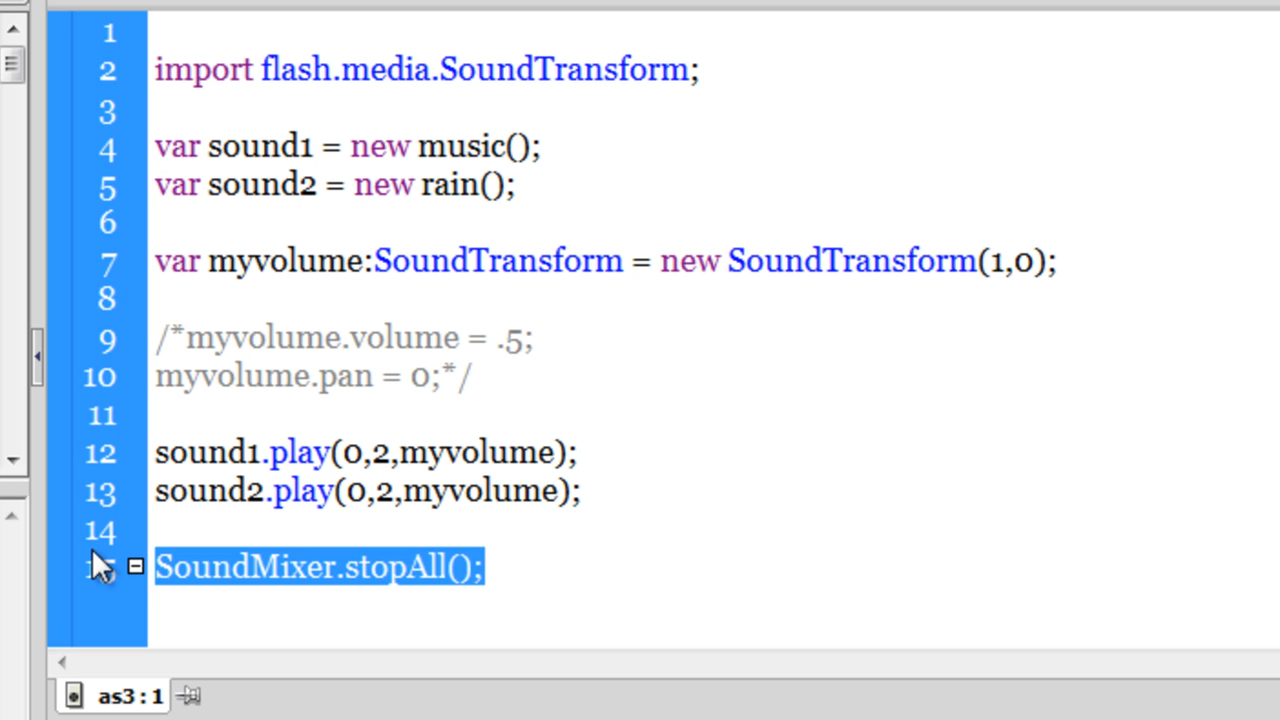 1
2 import flash.media.SoundTransform;
3
4 var sound1 = new music();
5 var sound2 = new rain();
6
7 var myvolume:SoundTransform = new SoundTransform(1,0);
8
9 /*myvolume.volume = .5;
10 myvolume.pan = 0;*/
11
12 sound1.play(0,2,myvolume);
13 sound2.play(0,2,myvolume);
14
SoundMixer.stopAll();
as3:1